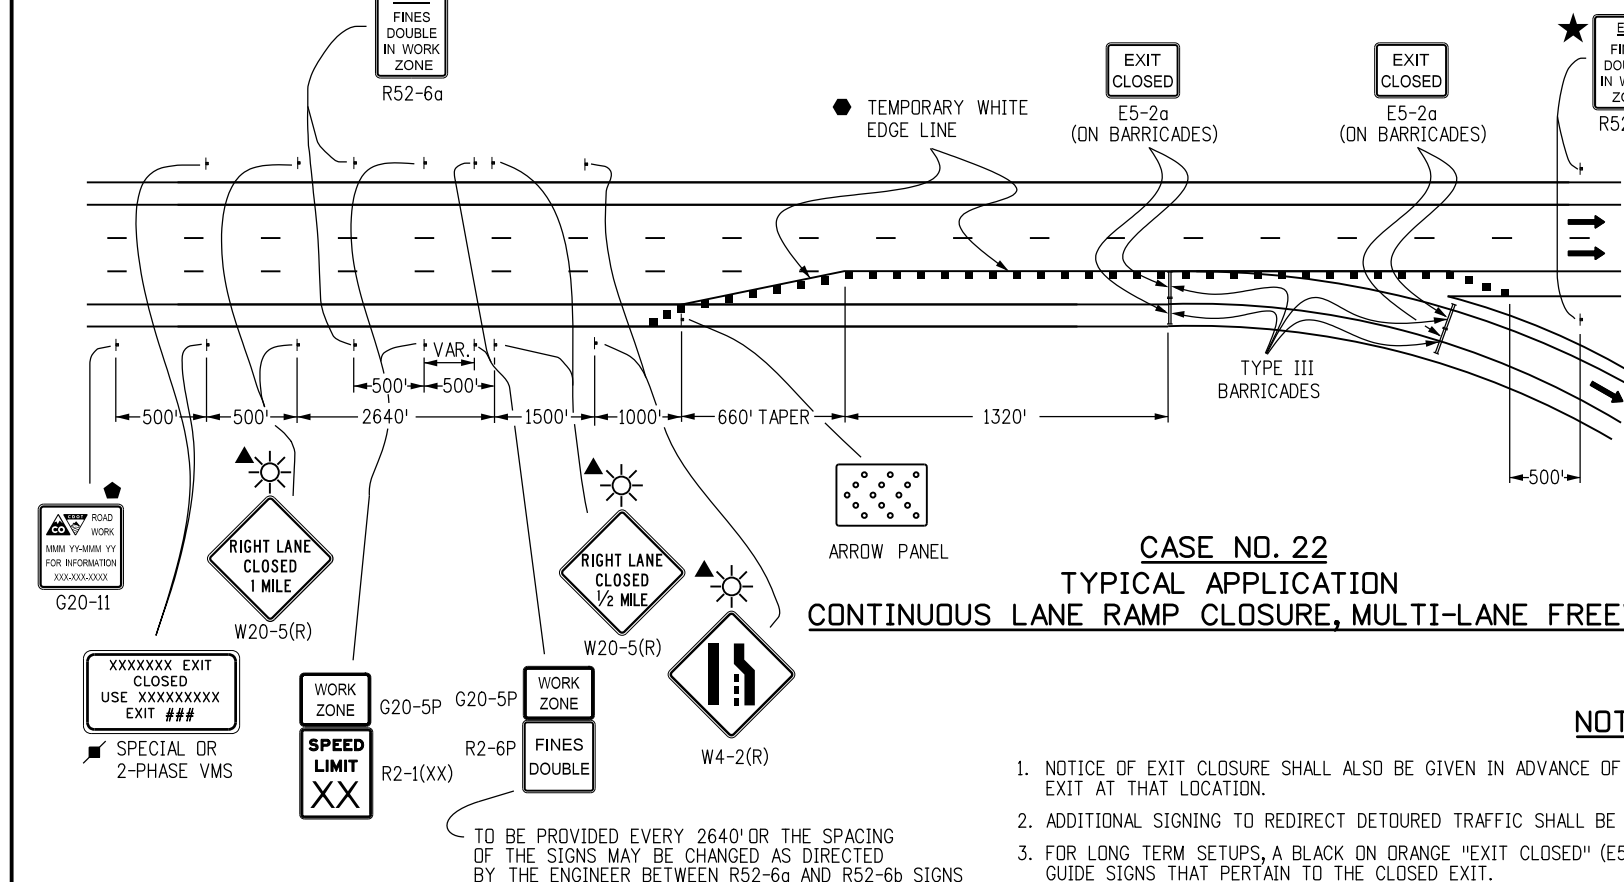 FINES
DOUBLE
IN WORK
ZONE
R52-6a
TEMPORARY WHITE
EDGE LINE
EXIT
CLOSED
E5-2a
(ON BARRICADES)
EXIT
CLOSED
E5-2a
(ON BARRICADES)
VAR.
500'
500'
500'
500'
2640'
1500'
1000'
660' TAPER
1320'
TYPE III
BARRICADES
500'
CO
CDOT
ROAD
WORK
MMM YY-MMM YY
FOR INFORMATION
XXX-XXX-XXXX
G20-11
RIGHT LANE
CLOSED
1 MILE
W20-5(R)
RIGHT LANE
CLOSED
1/2 MILE
W20-5(R)
ARROW PANEL
W4-2(R)
XXXXXXX EXIT
CLOSED
USE XXXXXXXXX
EXIT ###
SPECIAL OR
2-PHASE VMS
WORK
ZONE
G20-5P
SPEED
LIMIT
XX
R2-1(XX)
G20-5P
WORK
ZONE
R2-6P
FINES
DOUBLE
TO BE PROVIDED EVERY 2640' OR THE SPACING
OF THE SIGNS MAY BE CHANGED AS DIRECTED
BY THE ENGINEER BETWEEN R52-6a AND R52-6b SIGNS
CASE NO. 22
TYPICAL APPLICATION
CONTINUOUS LANE RAMP CLOSURE, MULTI-LANE
1. NOTICE OF EXIT CLOSURE SHALL ALSO BE GIVEN IN ADVANCE OF
EXIT AT THAT LOCATION.
2. ADDITIONAL SIGNING TO REDIRECT DETOURED TRAFFIC SHALL BE
3. FOR LONG TERM SETUPS, A BLACK ON ORANGE "EXIT CLOSED" (E5
GUIDE SIGNS THAT PERTAIN TO THE CLOSED EXIT.